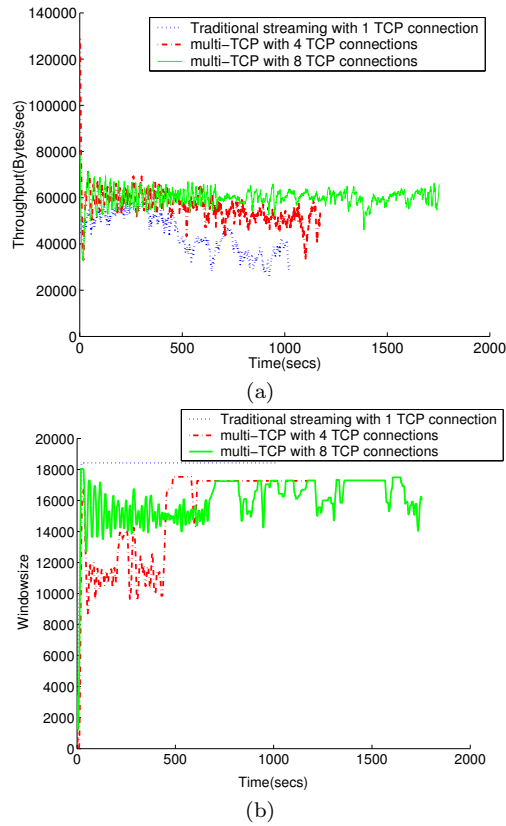 Traditional streaming with 1 TCP connection
multi−TCP with 4 TCP connections
multi−TCP with 8 TCP connections
140000
120000
100000
80000
60000
40000
20000
0
Throughput(Bytes/sec)
0 500 1000 1500 2000
Time(secs)
(a)
Traditional streaming with 1 TCP connection
multi−TCP with 4 TCP connections
multi−TCP with 8 TCP connections
20000
18000
16000
14000
12000
10000
8000
6000
4000
2000
0
Windowsize
0 500 1000 1500 2000
Time(secs)
(b)